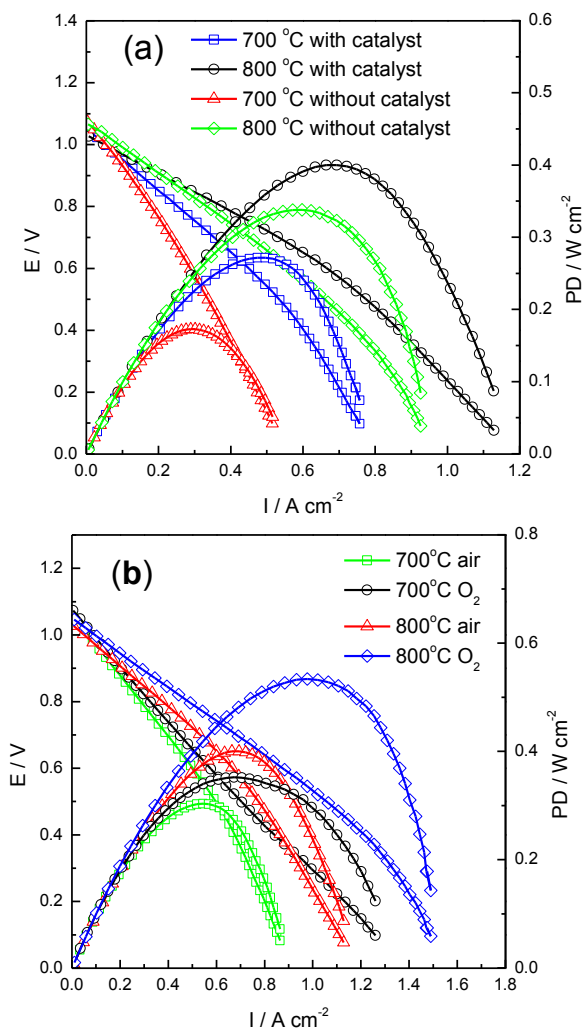 (a)
700 °C with catalyst
800 °C with catalyst
700 °C without catalyst
800 °C without catalyst
E / V
1.4
1.2
1.0
0.8
0.6
0.4
0.2
0.0
0.0 0.2 0.4 0.6 0.8 1.0 1.2
I / A cm⁻²
0.6
0.5
0.4
0.3
0.2
0.1
0.0
PD / W cm⁻²
(b)
700°C air
700°C O₂
800°C air
800°C O₂
E / V
1.2
1.0
0.8
0.6
0.4
0.2
0.0
0.0 0.2 0.4 0.6 0.8 1.0 1.2 1.4 1.6 1.8
I / A cm⁻²
0.8
0.6
0.4
0.2
0.0
PD / W cm⁻²